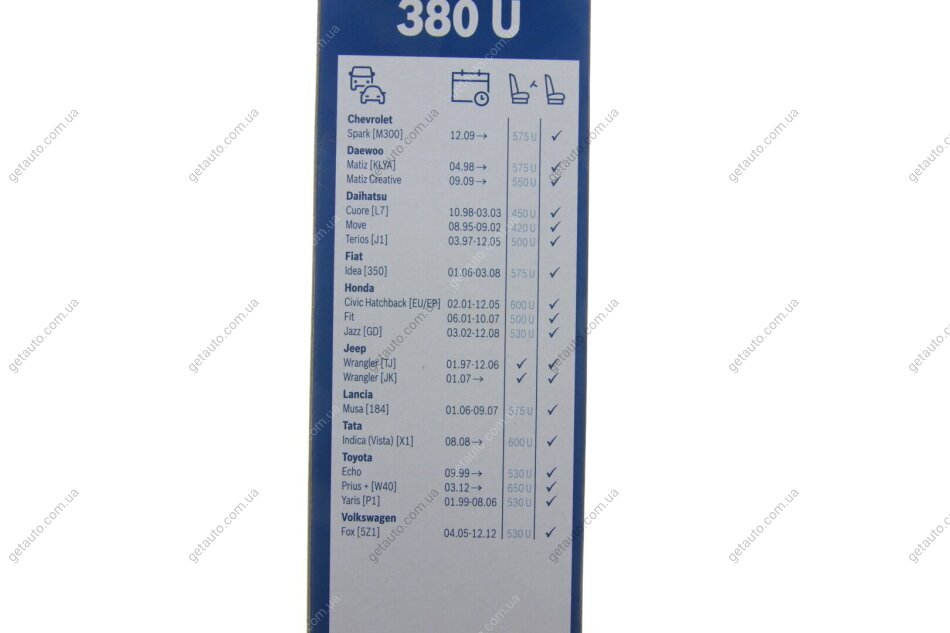 380 U
Chevrolet
Spark [M300] 12.09→ 575 U ✓
Daewoo
Matiz [KLYA] 04.98→ 575 U ✓
Matiz Creative 09.09→ 550 U ✓
Daihatsu
Cuore [L7] 10.98-03.03 450 U ✓
Move 08.95-09.02 420 U ✓
Terios [J1] 03.97-12.05 500 U ✓
Fiat
Idea [350] 01.06-03.08 575 U ✓
Honda
Civic Hatchback [EU/EP] 02.01-12.05 600 U ✓
Fit 06.01-10.07 500 U ✓
Jazz [GD] 03.02-12.08 530 U ✓
Jeep
Wrangler [TJ] 01.97-12.06 ✓ ✓
Wrangler [JK] 01.07→ ✓ ✓
Lancia
Musa [184] 01.06-09.07 575 U ✓
Tata
Indica (Vista) [X1] 08.08→ 600 U ✓
Toyota
Echo 09.99→ 530 U ✓
Prius + [W40] 03.12→ 650 U ✓
Yaris [P1] 01.99-08.06 530 U ✓
Volkswagen
Fox [5Z1] 04.05-12.12 530 U ✓
getauto.com.ua